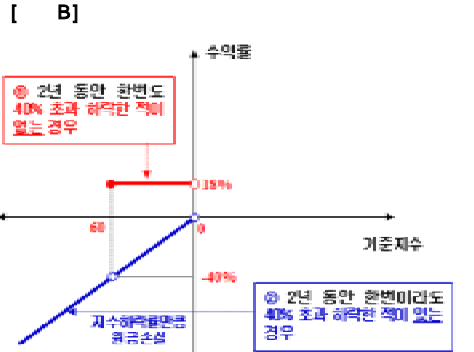 [ B]
수익률
① 2년 동안 한번도
40% 초과 하락한 적이
없는 경우
60
0
기준지수
-40%
② 2년 동안 한번이라도
40% 초과 하락한 적이 있는
경우
지수하락률만큼
원금손실